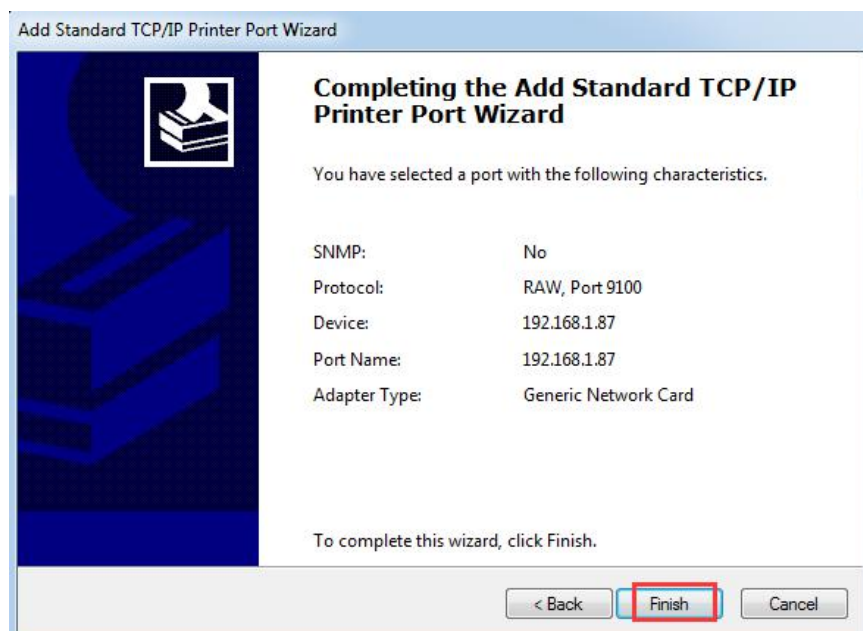 Add Standard TCP/IP Printer Port Wizard
Completing the Add Standard TCP/IP
Printer Port Wizard
You have selected a port with the following characteristics.
SNMP: No
Protocol: RAW, Port 9100
Device: 192.168.1.87
Port Name: 192.168.1.87
Adapter Type: Generic Network Card
To complete this wizard, click Finish.
< Back Finish Cancel